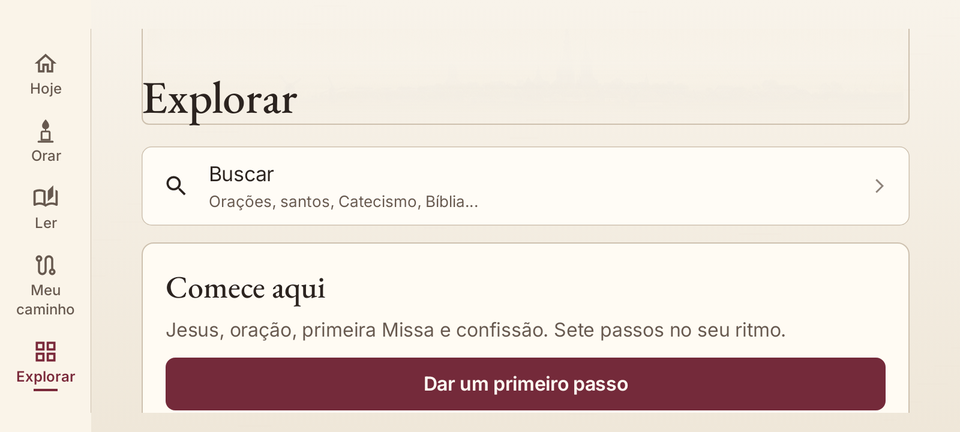 Hoje
Orar
Ler
Meu
caminho
Explorar
Explorar
Buscar
Orações, santos, Catecismo, Bíblia...
Comece aqui
Jesus, oração, primeira Missa e confissão. Sete passos no seu ritmo.
Dar um primeiro passo